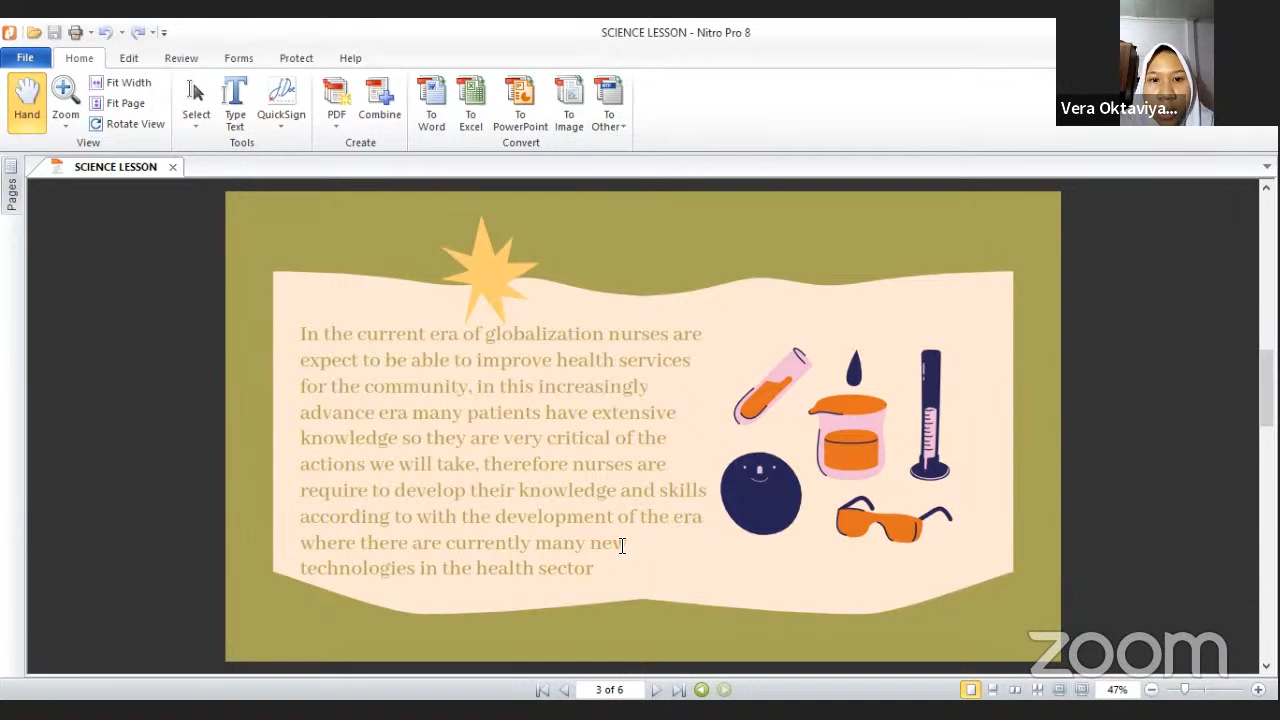 SCIENCE LESSON - Nitro Pro 8
File Home Edit Review Forms Protect Help
Hand
Zoom
Fit Width
Fit Page
Rotate View
View
Select
Type Text
QuickSign
Tools
PDF
Combine
Create
To Word
To Excel
To PowerPoint
To Image
To Other
Convert
Vera Oktaviya...
SCIENCE LESSON
Pages
In the current era of globalization nurses are
expect to be able to improve health services
for the community, in this increasingly
advance era many patients have extensive
knowledge so they are very critical of the
actions we will take, therefore nurses are
require to develop their knowledge and skills
according to with the development of the era
where there are currently many new
technologies in the health sector
zoom
3 of 6
47%